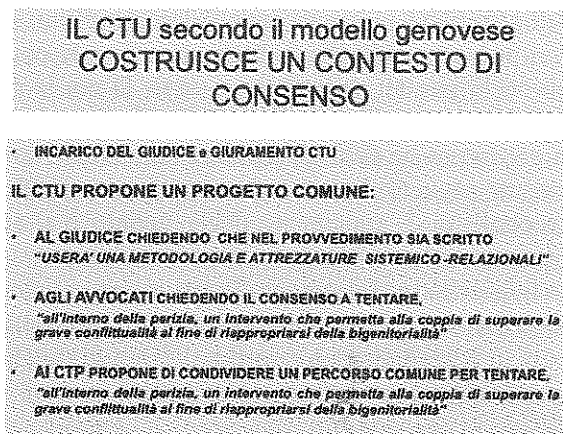 IL CTU secondo il modello genovese
COSTRUISCE UN CONTESTO DI
CONSENSO
• INCARICO DEL GIUDICE e GIURAMENTO CTU
IL CTU PROPONE UN PROGETTO COMUNE:
• AL GIUDICE CHIEDENDO CHE NEL PROVVEDIMENTO SIA SCRITTO
"USERA' UNA METODOLOGIA E ATTREZZATURE SISTEMICO-RELAZIONALI"
• AGLI AVVOCATI CHIEDENDO IL CONSENSO A TENTARE,
"all'interno della perizia, un intervento che permetta alla coppia di superare la
grave conflittualità al fine di riappropriarsi della bigenitorialità"
• AI CTP PROPONE DI CONDIVIDERE UN PERCORSO COMUNE PER TENTARE,
"all'interno della perizia, un intervento che permetta alla coppia di superare la
grave conflittualità al fine di riappropriarsi della bigenitorialità"